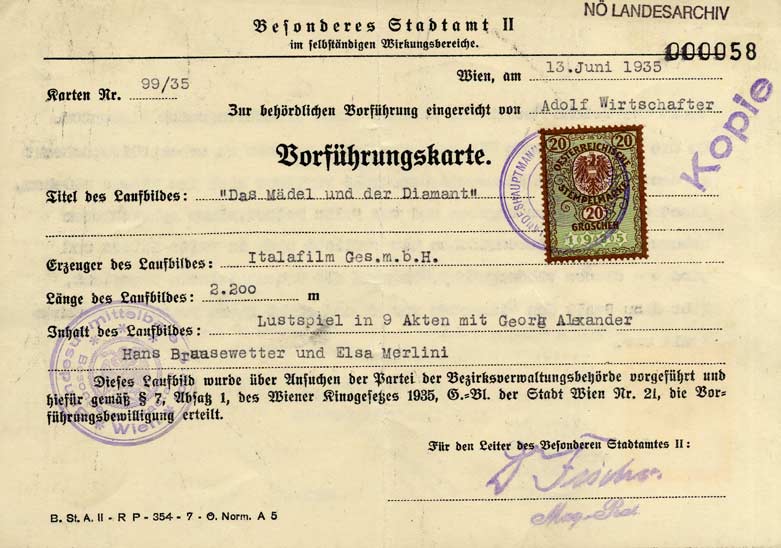 NÖ LANDESARCHIV
Besonderes Stadtamt II
im selbständigen Wirkungsbereiche.
000058
Wien, am 13.Juni 1935
Karten Nr. 99/35
Zur behördlichen Vorführung eingereicht von Adolf Wirtschafter
Kopie
Vorführungskarte.
20 20
ÖSTERREICHISCHE
STEMPELMARKE
20
GROSCHEN
Titel des Laufbildes: "Das Mädel und der Diamant"
Erzeuger des Laufbildes: Italafilm Ges.m.b.H.
Länge des Laufbildes: 2.200 m
Inhalt des Laufbildes: Lustspiel in 9 Akten mit Georg Alexander
Hans Brausewetter und Elsa Merlini
Dieses Laufbild wurde über Ansuchen der Partei der Bezirksverwaltungsbehörde vorgeführt und
hiefür gemäß § 7, Absatz 1, des Wiener Kinogesetzes 1935, G.-Bl. der Stadt Wien Nr. 21, die Vor-
führungsbewilligung erteilt.
Wien
Für den Leiter des Besonderen Stadtamtes II:
Mag.-Rat
B. St. A. II - R P - 354 - 7 - Ö. Norm. A 5